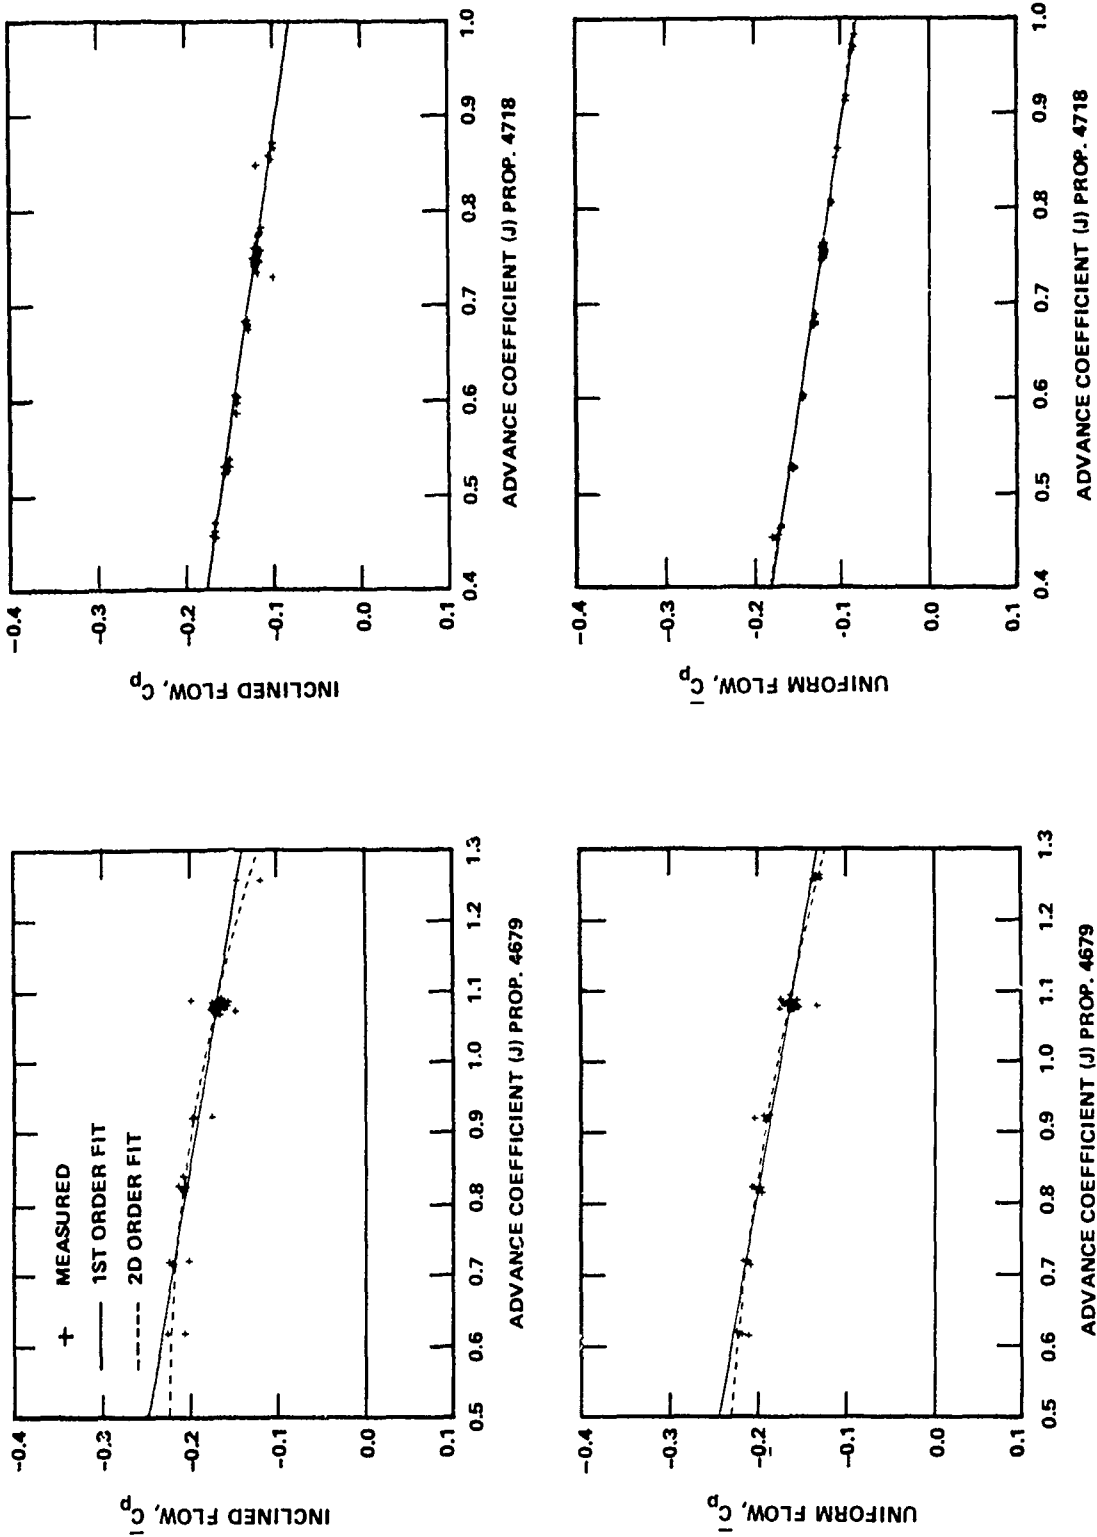 INCLINED FLOW, C̅p
−0.4
−0.3
−0.2
−0.1
0.0
0.1
+ MEASURED
1ST ORDER FIT
2D ORDER FIT
0.5 0.6 0.7 0.8 0.9 1.0 1.1 1.2 1.3
ADVANCE COEFFICIENT (J) PROP. 4679
INCLINED FLOW, Cp
−0.4
−0.3
−0.2
−0.1
0.0
0.1
0.4 0.5 0.6 0.7 0.8 0.9 1.0
ADVANCE COEFFICIENT (J) PROP. 4718
UNIFORM FLOW, C̅p
−0.4
−0.3
−0.2
−0.1
0.0
0.1
0.5 0.6 0.7 0.8 0.9 1.0 1.1 1.2 1.3
ADVANCE COEFFICIENT (J) PROP. 4679
UNIFORM FLOW, C̅p
−0.4
−0.3
-0.2
-0.1
0.0
0.1
0.4 0.5 0.6 0.7 0.8 0.9 1.0
ADVANCE COEFFICIENT (J) PROP. 4718